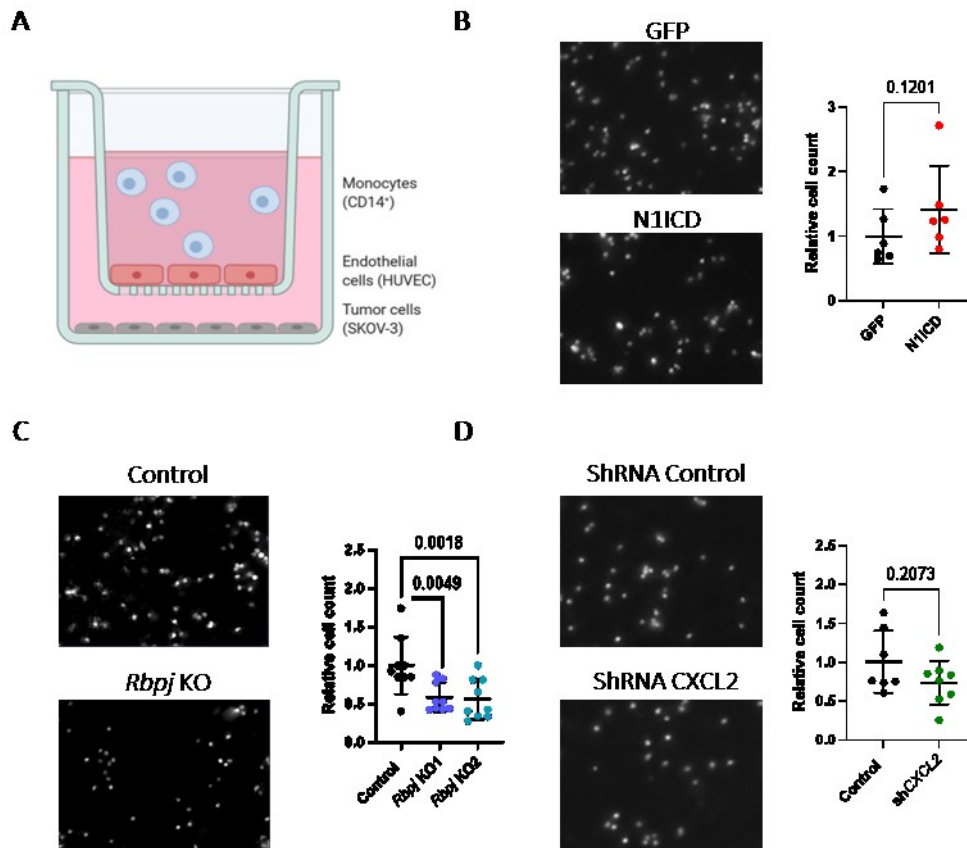 A
Monocytes
(CD14⁺)
Endothelial
cells (HUVEC)
Tumor cells
(SKOV-3)
B
GFP
N1ICD
0.1201
Relative cell count
3
2
1
0
GFP
N1ICD
C
Control
Rbpj KO
0.0018
0.0049
Relative cell count
2.5
2.0
1.5
1.0
0.5
0.0
Control
Rbpj KO1
Rbpj KO2
D
ShRNA Control
ShRNA CXCL2
0.2073
Relative cell count
2.5
2.0
1.5
1.0
0.5
0.0
Control
shCXCL2